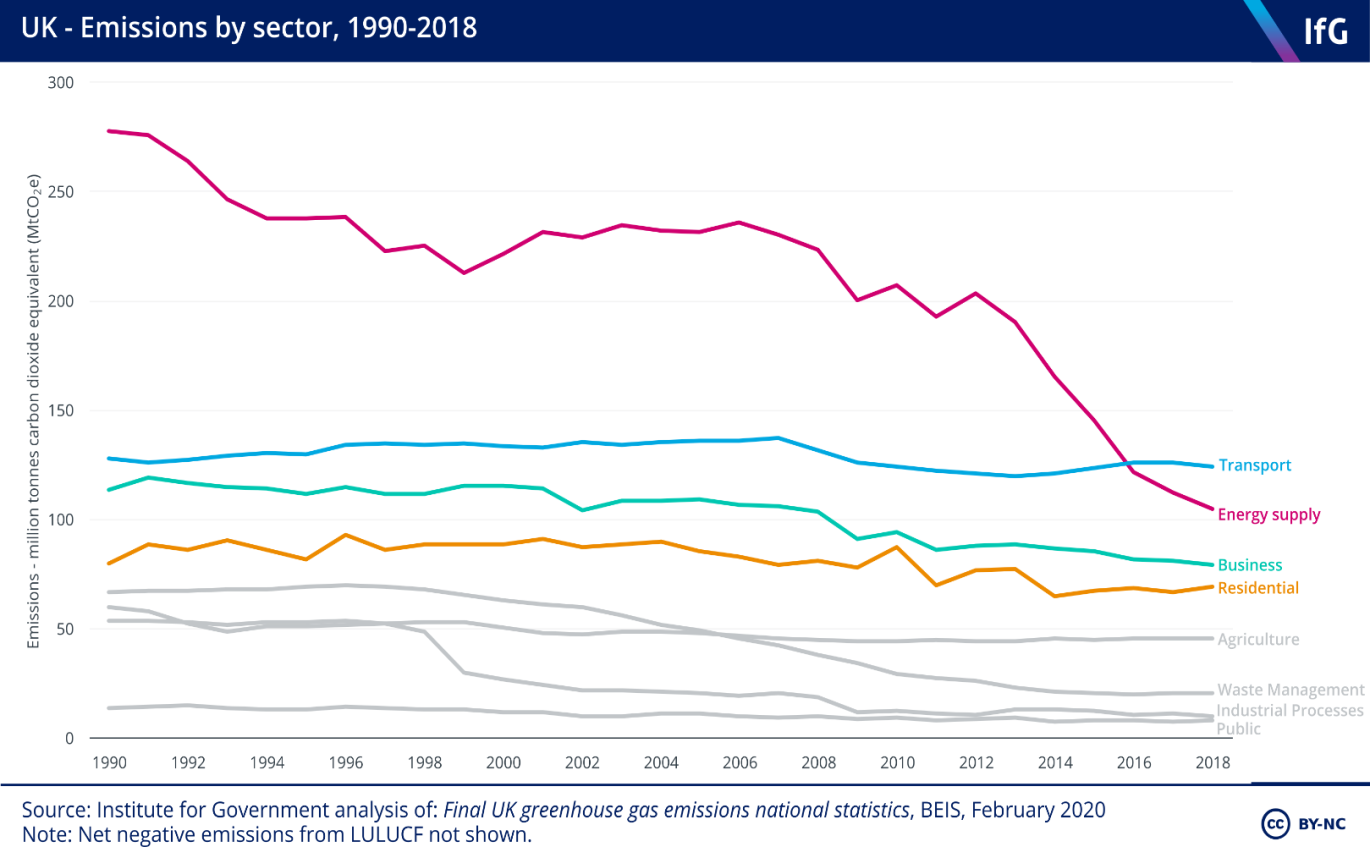 UK - Emissions by sector, 1990-2018
IfG
300
250
200
150
100
50
0
Emissions - million tonnes carbon dioxide equivalent (MtCO₂e)
Transport
Energy supply
Business
Residential
Agriculture
Waste Management
Industrial Processes
Public
1990 1992 1994 1996 1998 2000 2002 2004 2006 2008 2010 2012 2014 2016 2018
Source: Institute for Government analysis of: Final UK greenhouse gas emissions national statistics, BEIS, February 2020
Note: Net negative emissions from LULUCF not shown.
cc BY-NC